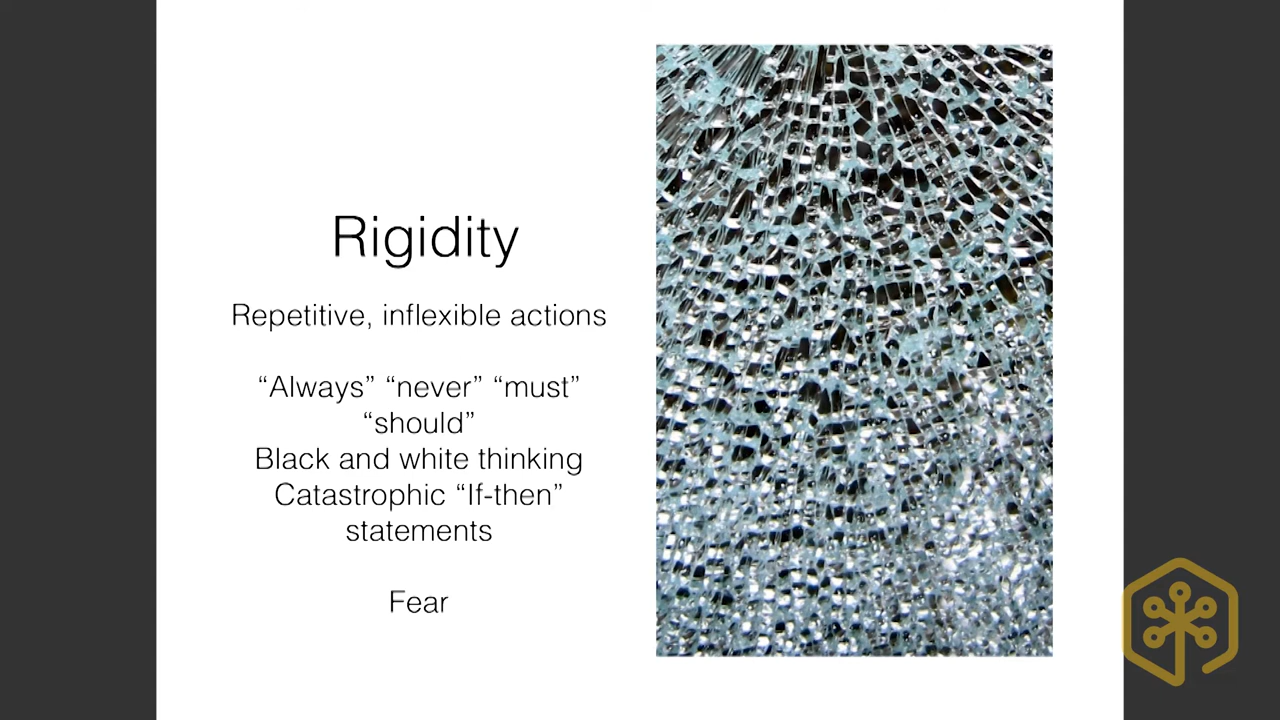 Rigidity
Repetitive, inflexible actions
“Always” “never” “must”
“should”
Black and white thinking
Catastrophic “If-then”
statements
Fear